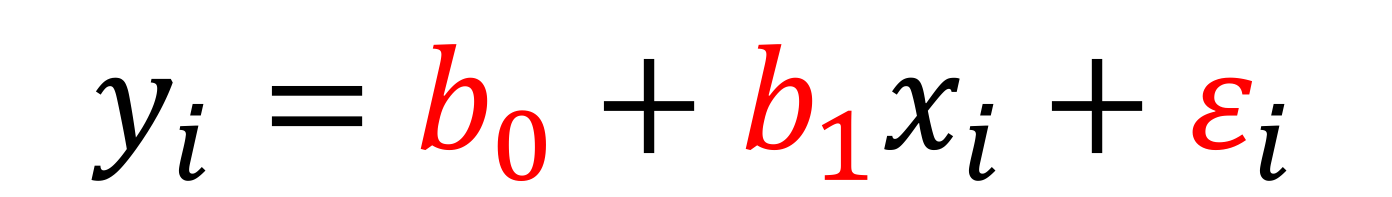 yᵢ = b₀ + b₁xᵢ + εᵢ